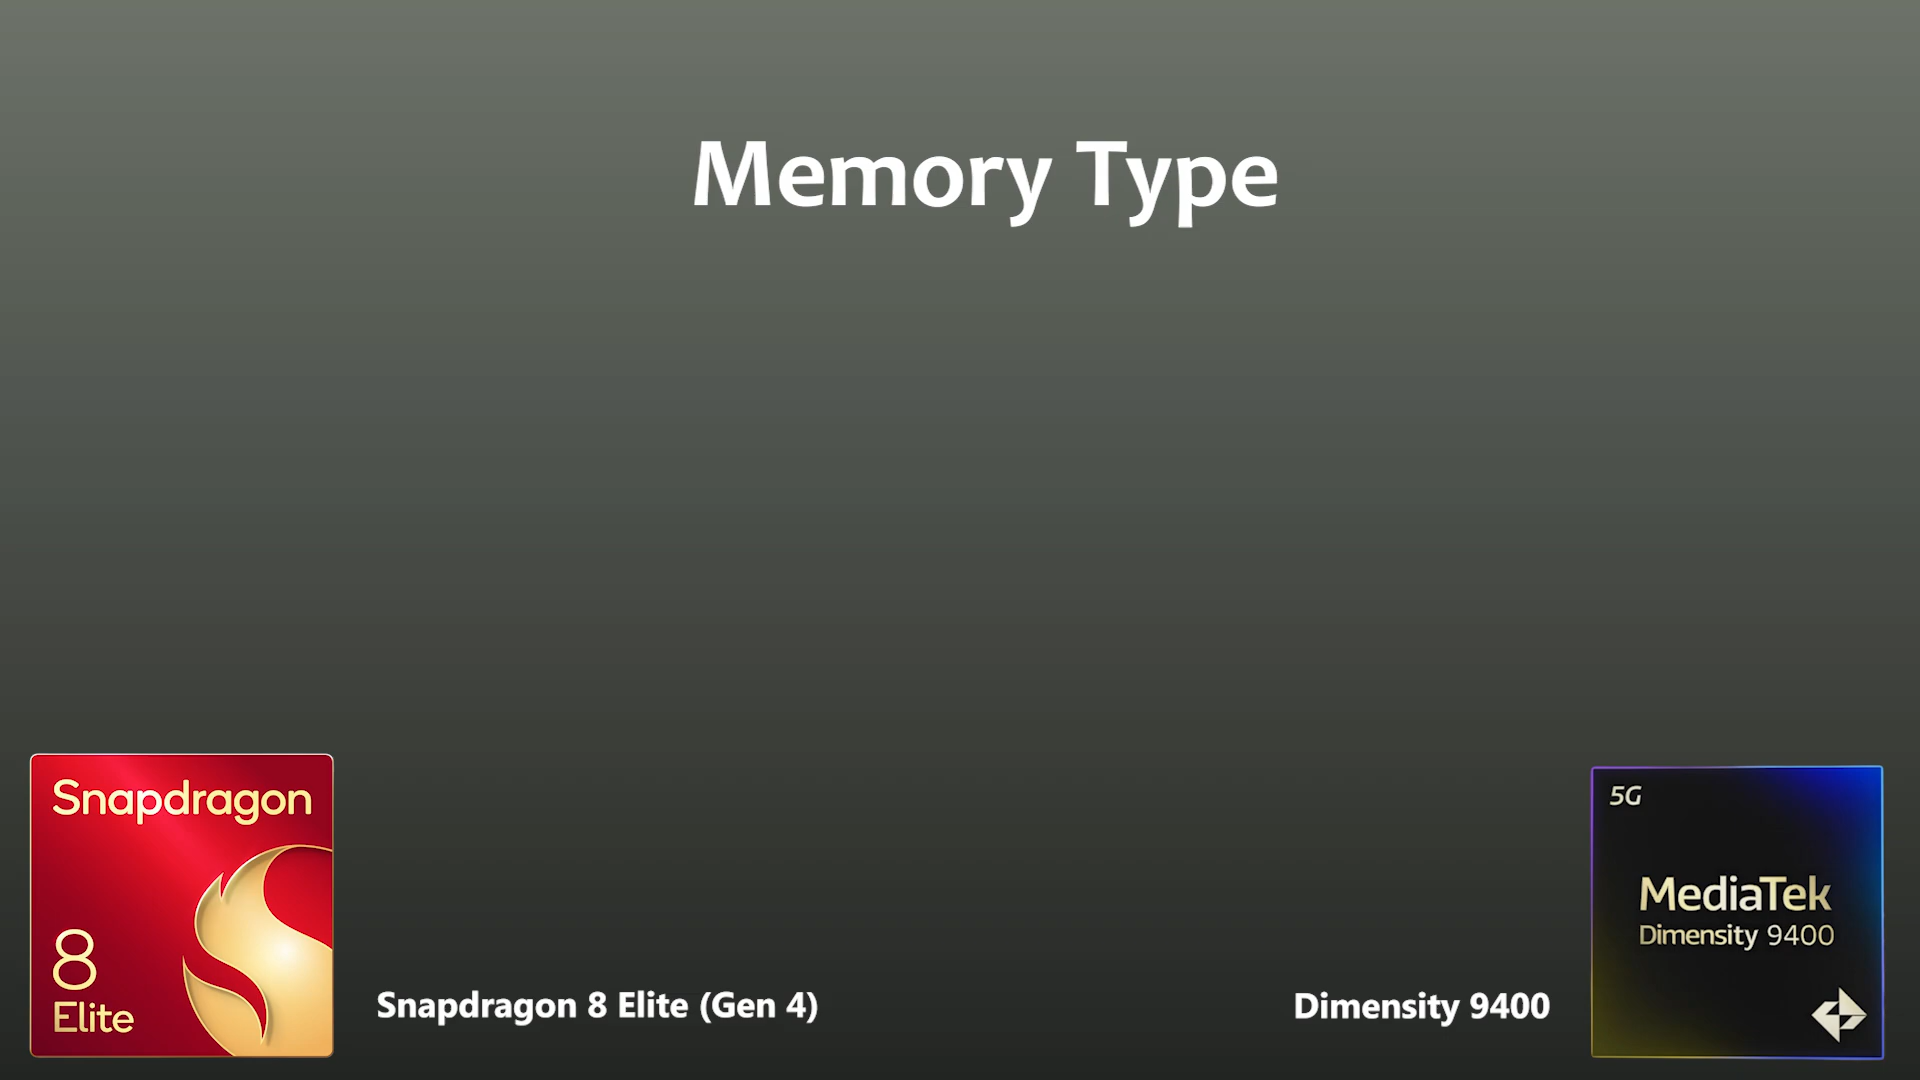 Memory Type
Snapdragon
8
Elite
Snapdragon 8 Elite (Gen 4)
Dimensity 9400
5G
MediaTek
Dimensity 9400